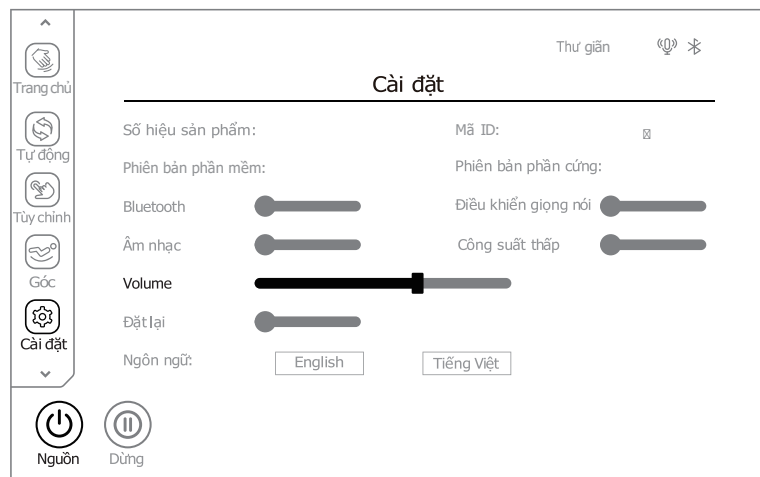 Thư giãn
Trang chủ
Cài đặt
Số hiệu sản phẩm:
Mã ID:
Tự động
Phiên bản phần mềm:
Phiên bản phần cứng:
Tùy chỉnh
Bluetooth
Điều khiển giọng nói
Âm nhạc
Công suất thấp
Góc
Volume
Cài đặt
Đặt lại
Ngôn ngữ:
English
Tiếng Việt
Nguồn
Dừng